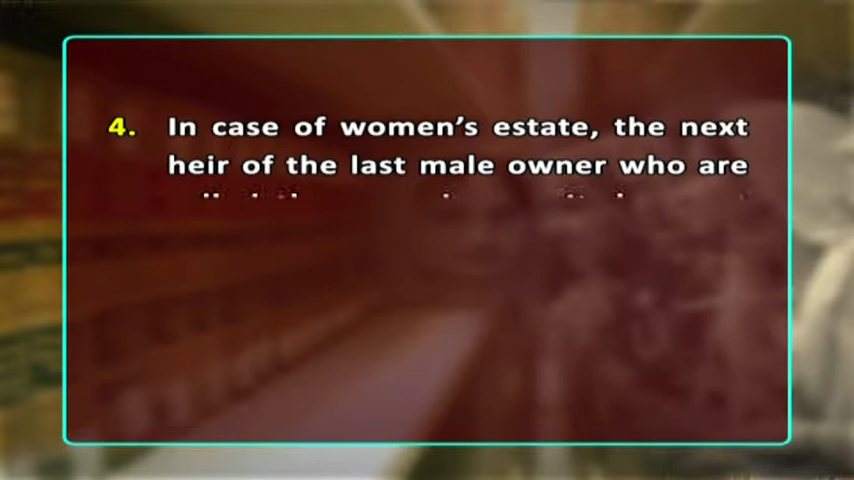 4. In case of women's estate, the next
heir of the last male owner who are